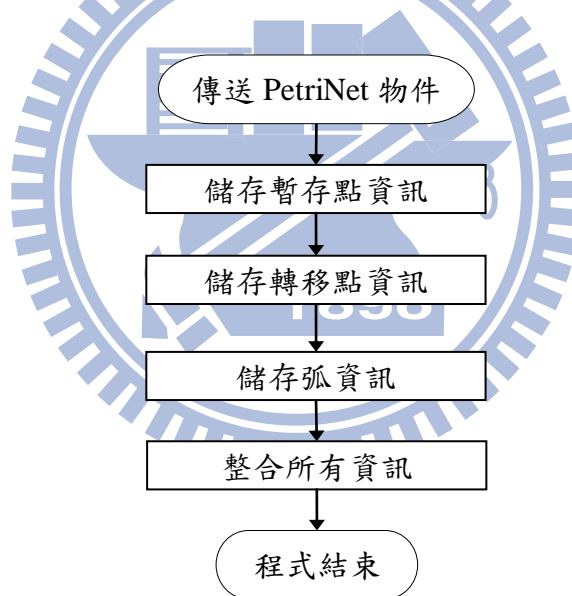 傳送 PetriNet 物件
儲存暫存點資訊
儲存轉移點資訊
1898
儲存弧資訊
整合所有資訊
程式結束